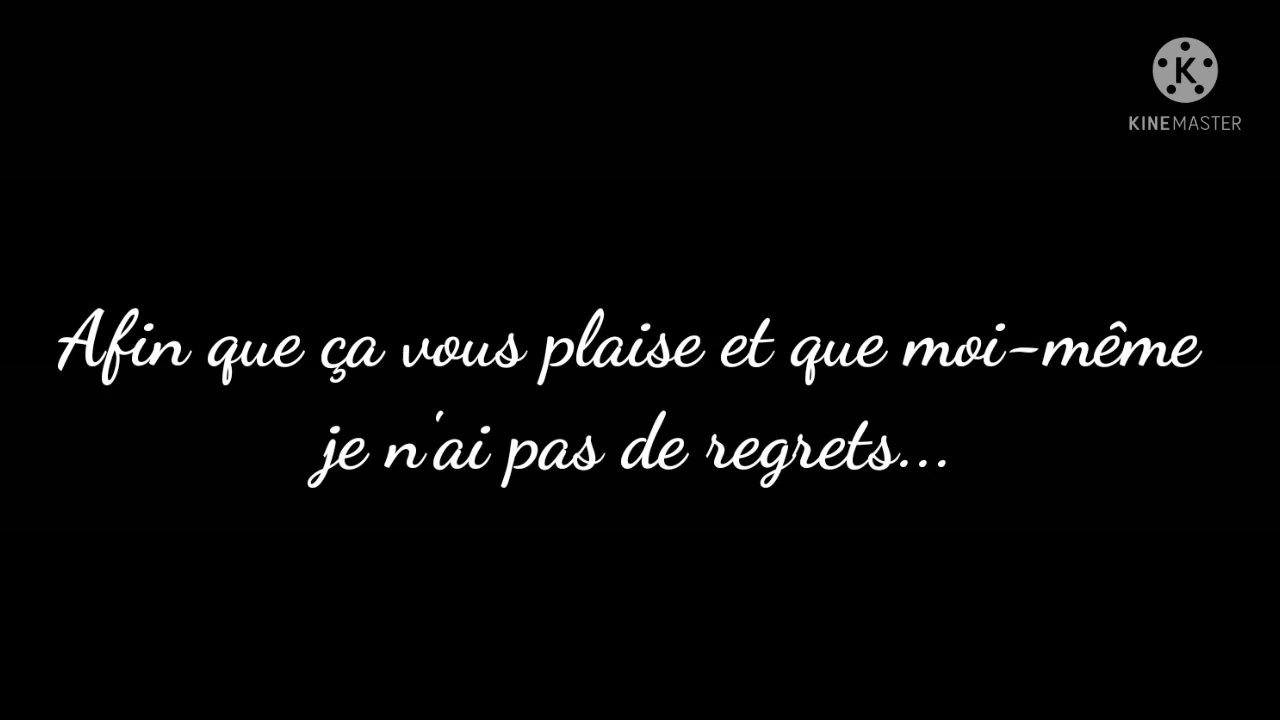 K
KINEMASTER
Afin que ça vous plaise et que moi-même
je n'ai pas de regrets...